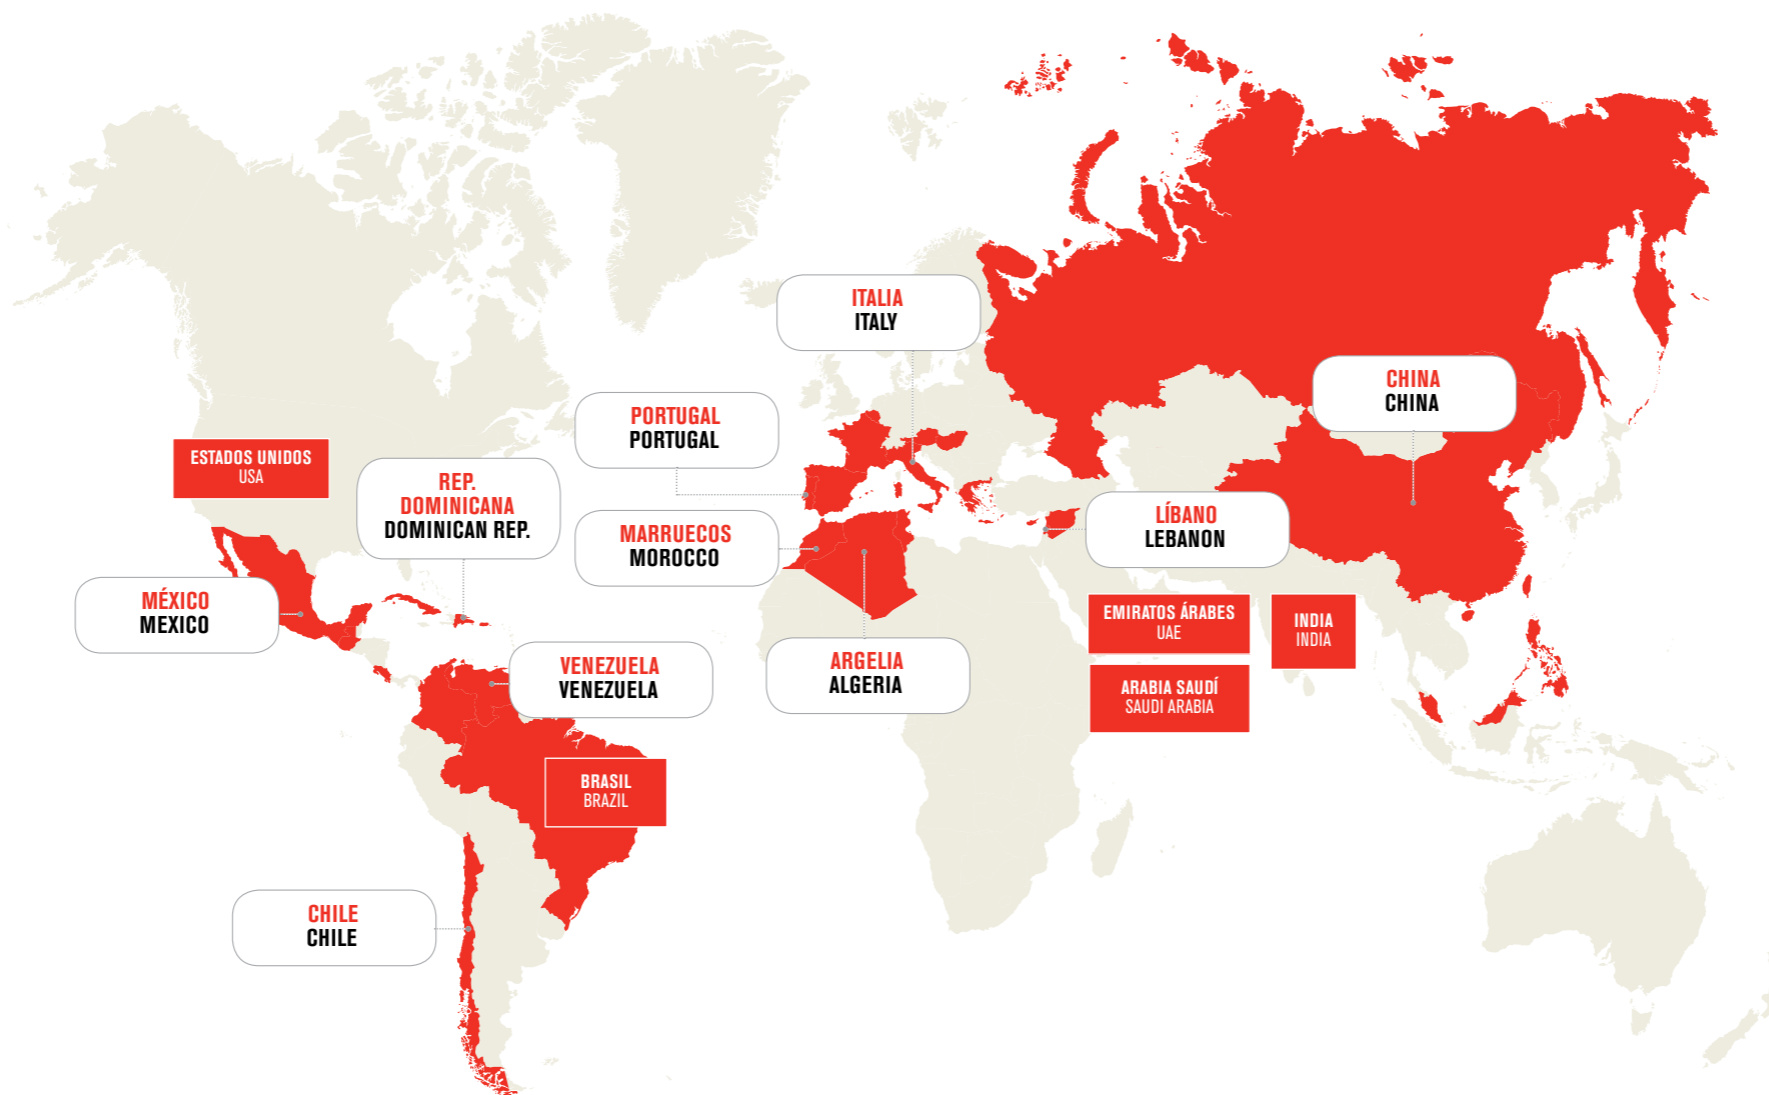 ITALIA
ITALY
CHINA
CHINA
PORTUGAL
PORTUGAL
ESTADOS UNIDOS
USA
REP.
DOMINICANA
DOMINICAN REP.
LÍBANO
LEBANON
MARRUECOS
MOROCCO
MÉXICO
MEXICO
EMIRATOS ÁRABES
UAE
INDIA
INDIA
VENEZUELA
VENEZUELA
ARGELIA
ALGERIA
ARABIA SAUDÍ
SAUDI ARABIA
BRASIL
BRAZIL
CHILE
CHILE